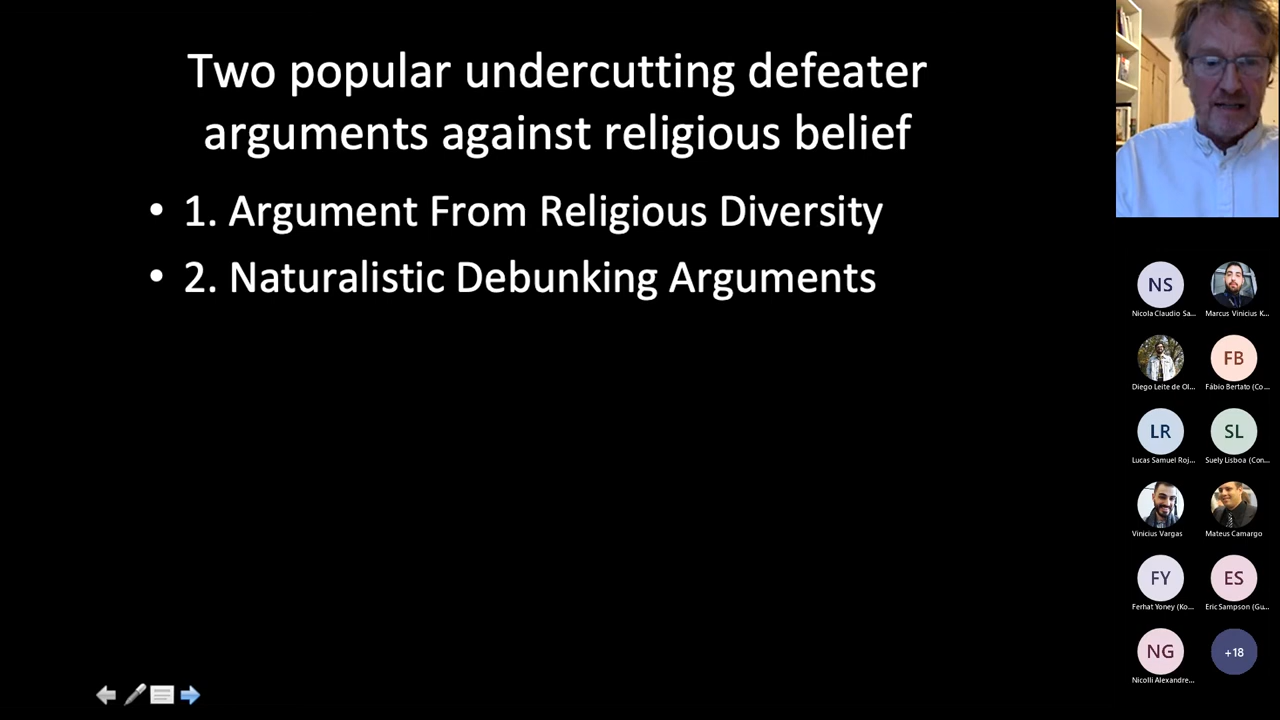 Two popular undercutting defeater
arguments against religious belief
• 1. Argument From Religious Diversity
• 2. Naturalistic Debunking Arguments
NS
Nicola Claudio Sa...
Marcus Vinicius K...
Diego Leite de Ol...
FB
Fábio Bertato (Co...
LR
Lucas Samuel Roj...
SL
Suely Lisboa (Con...
Vinicius Vargas
Mateus Camargo
FY
Ferhat Yoney (Ko...
ES
Eric Sampson (Gu...
NG
Nicolli Alexandre...
+18